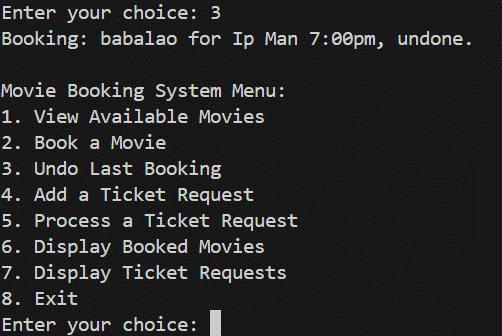 Enter your choice: 3
Booking: babalao for Ip Man 7:00pm, undone.
Movie Booking System Menu:
1. View Available Movies
2. Book a Movie
3. Undo Last Booking
4. Add a Ticket Request
5. Process a Ticket Request
6. Display Booked Movies
7. Display Ticket Requests
8. Exit
Enter your choice: